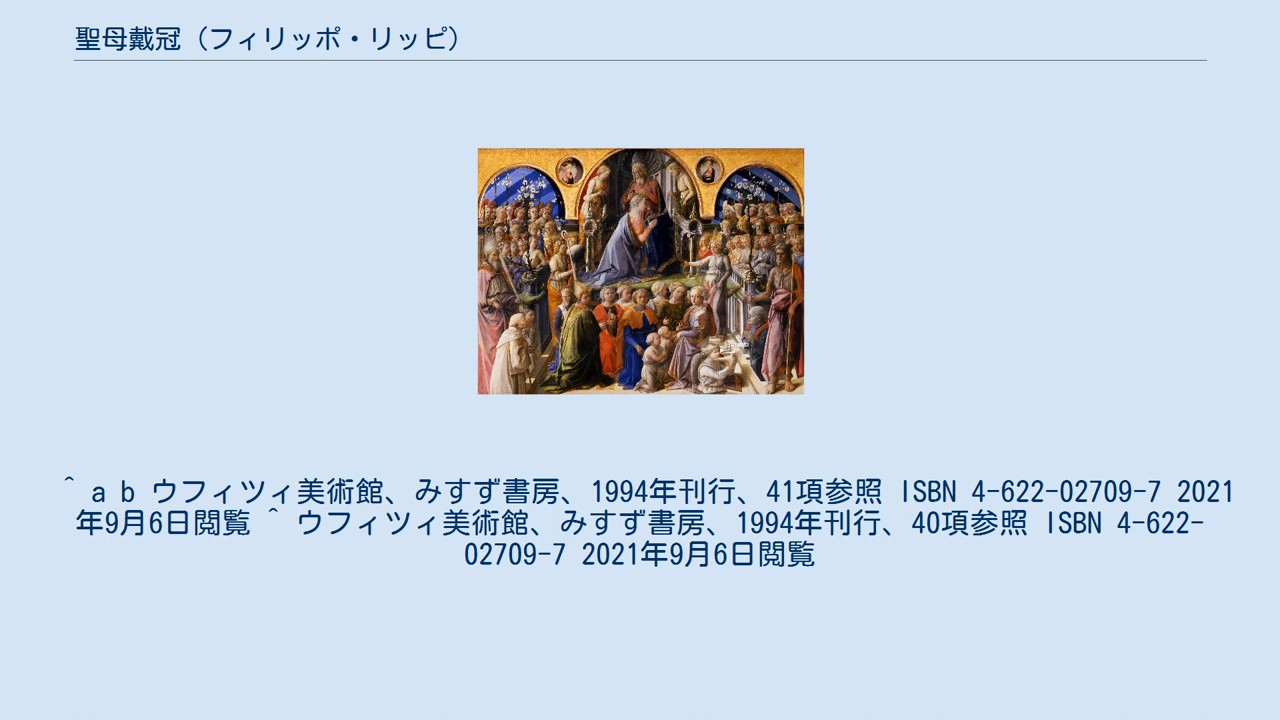 聖母戴冠（フィリッポ・リッピ）
^ a b ウフィツィ美術館、みすず書房、1994年刊行、41項参照 ISBN 4-622-02709-7 2021
年9月6日閲覧 ^ ウフィツィ美術館、みすず書房、1994年刊行、40項参照 ISBN 4-622-
02709-7 2021年9月6日閲覧